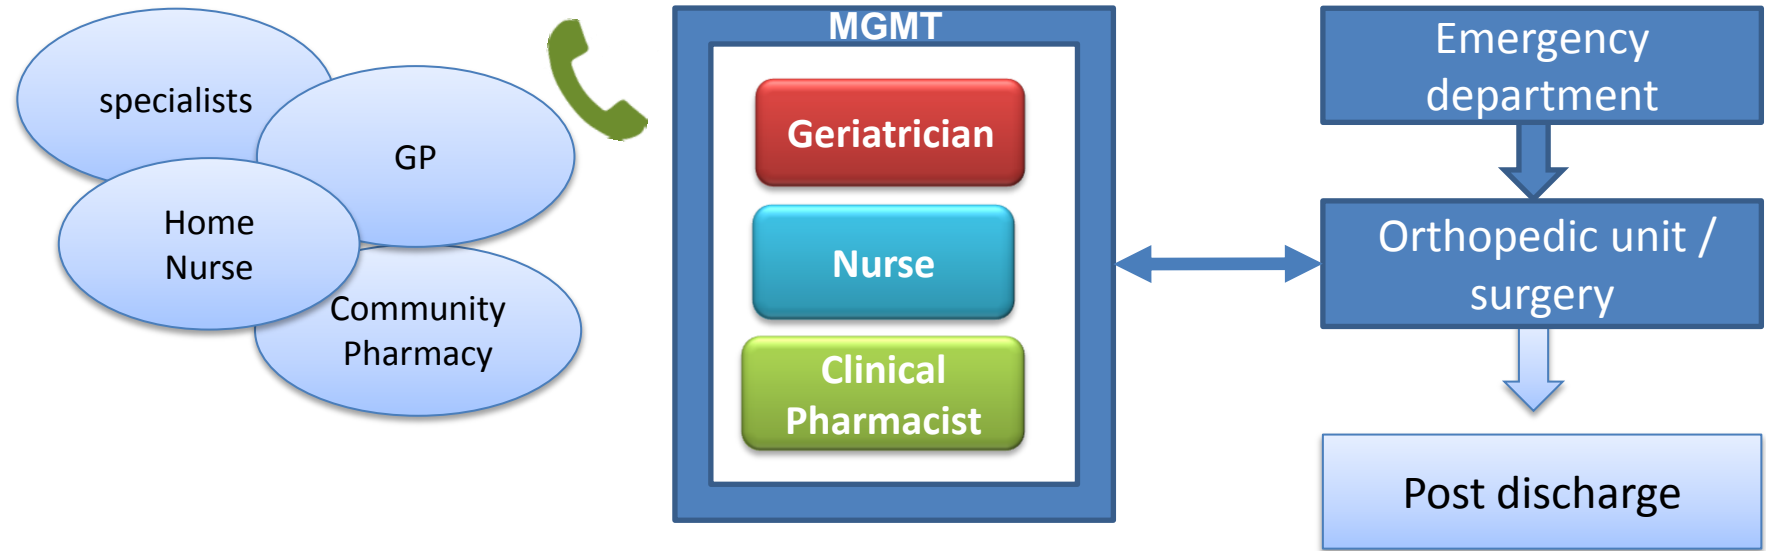 specialists
GP
Home
Nurse
Community
Pharmacy
MGMT
Geriatrician
Nurse
Clinical
Pharmacist
Emergency
department
Orthopedic unit /
surgery
Post discharge